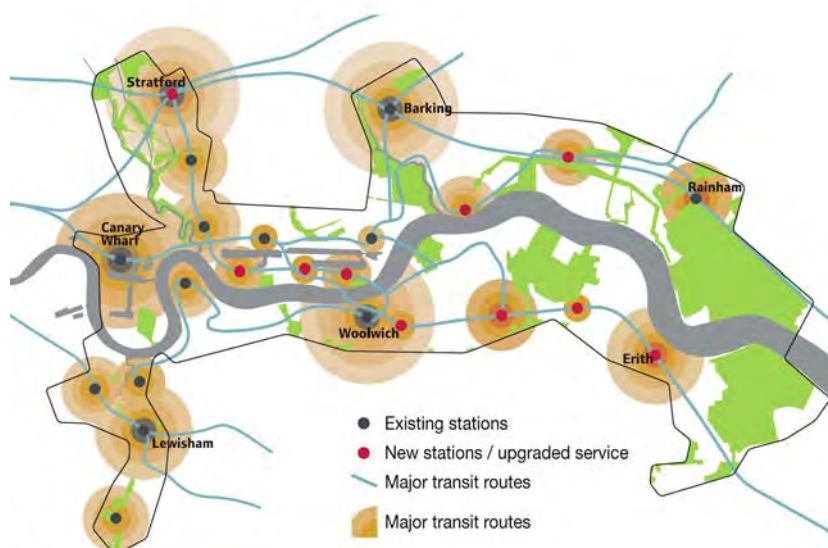 Stratford
Barking
Rainham
Canary
Wharf
Woolwich
Erith
Lewisham
Existing stations
New stations / upgraded service
Major transit routes
Major transit routes